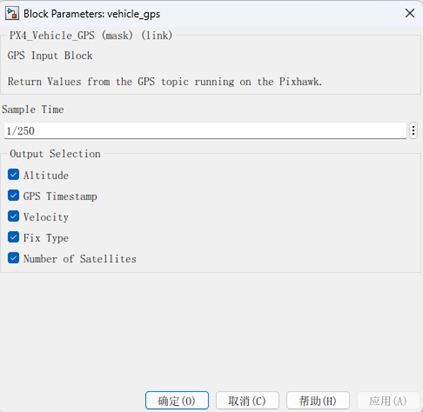 Block Parameters: vehicle_gps
PX4_Vehicle_GPS (mask) (link)
GPS Input Block
Return Values from the GPS topic running on the Pixhawk.
Sample Time
1/250
Output Selection
Altitude
GPS Timestamp
Velocity
Fix Type
Number of Satellites
确定(O) 取消(C) 帮助(H) 应用(A)